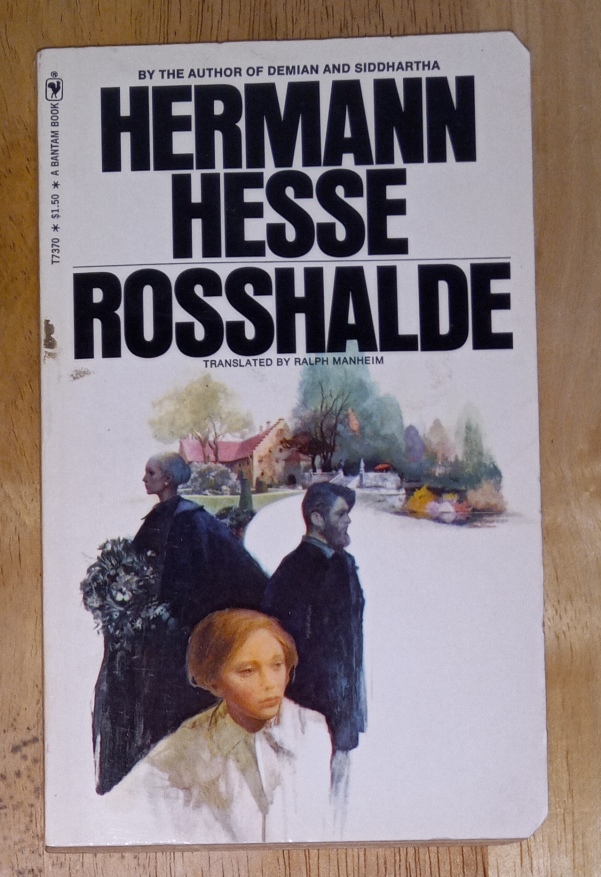 BY THE AUTHOR OF DEMIAN AND SIDDHARTHA
HERMANN
HESSE
ROSSHALDE
TRANSLATED BY RALPH MANHEIM
T7370 * $1.50 * A BANTAM BOOK ®